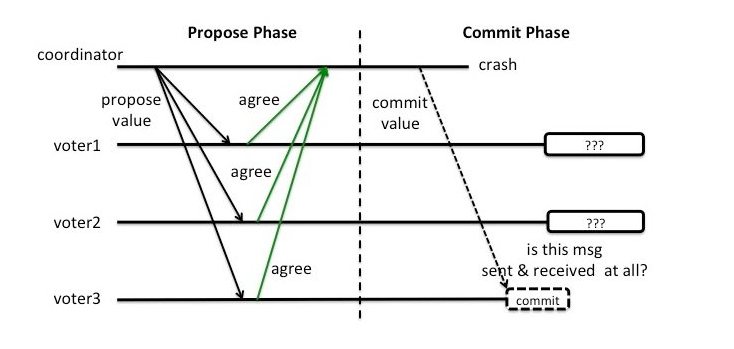 Propose Phase
Commit Phase
coordinator
crash
propose
value
agree
commit
value
voter1
???
agree
voter2
???
is this msg
sent & received at all?
agree
voter3
commit